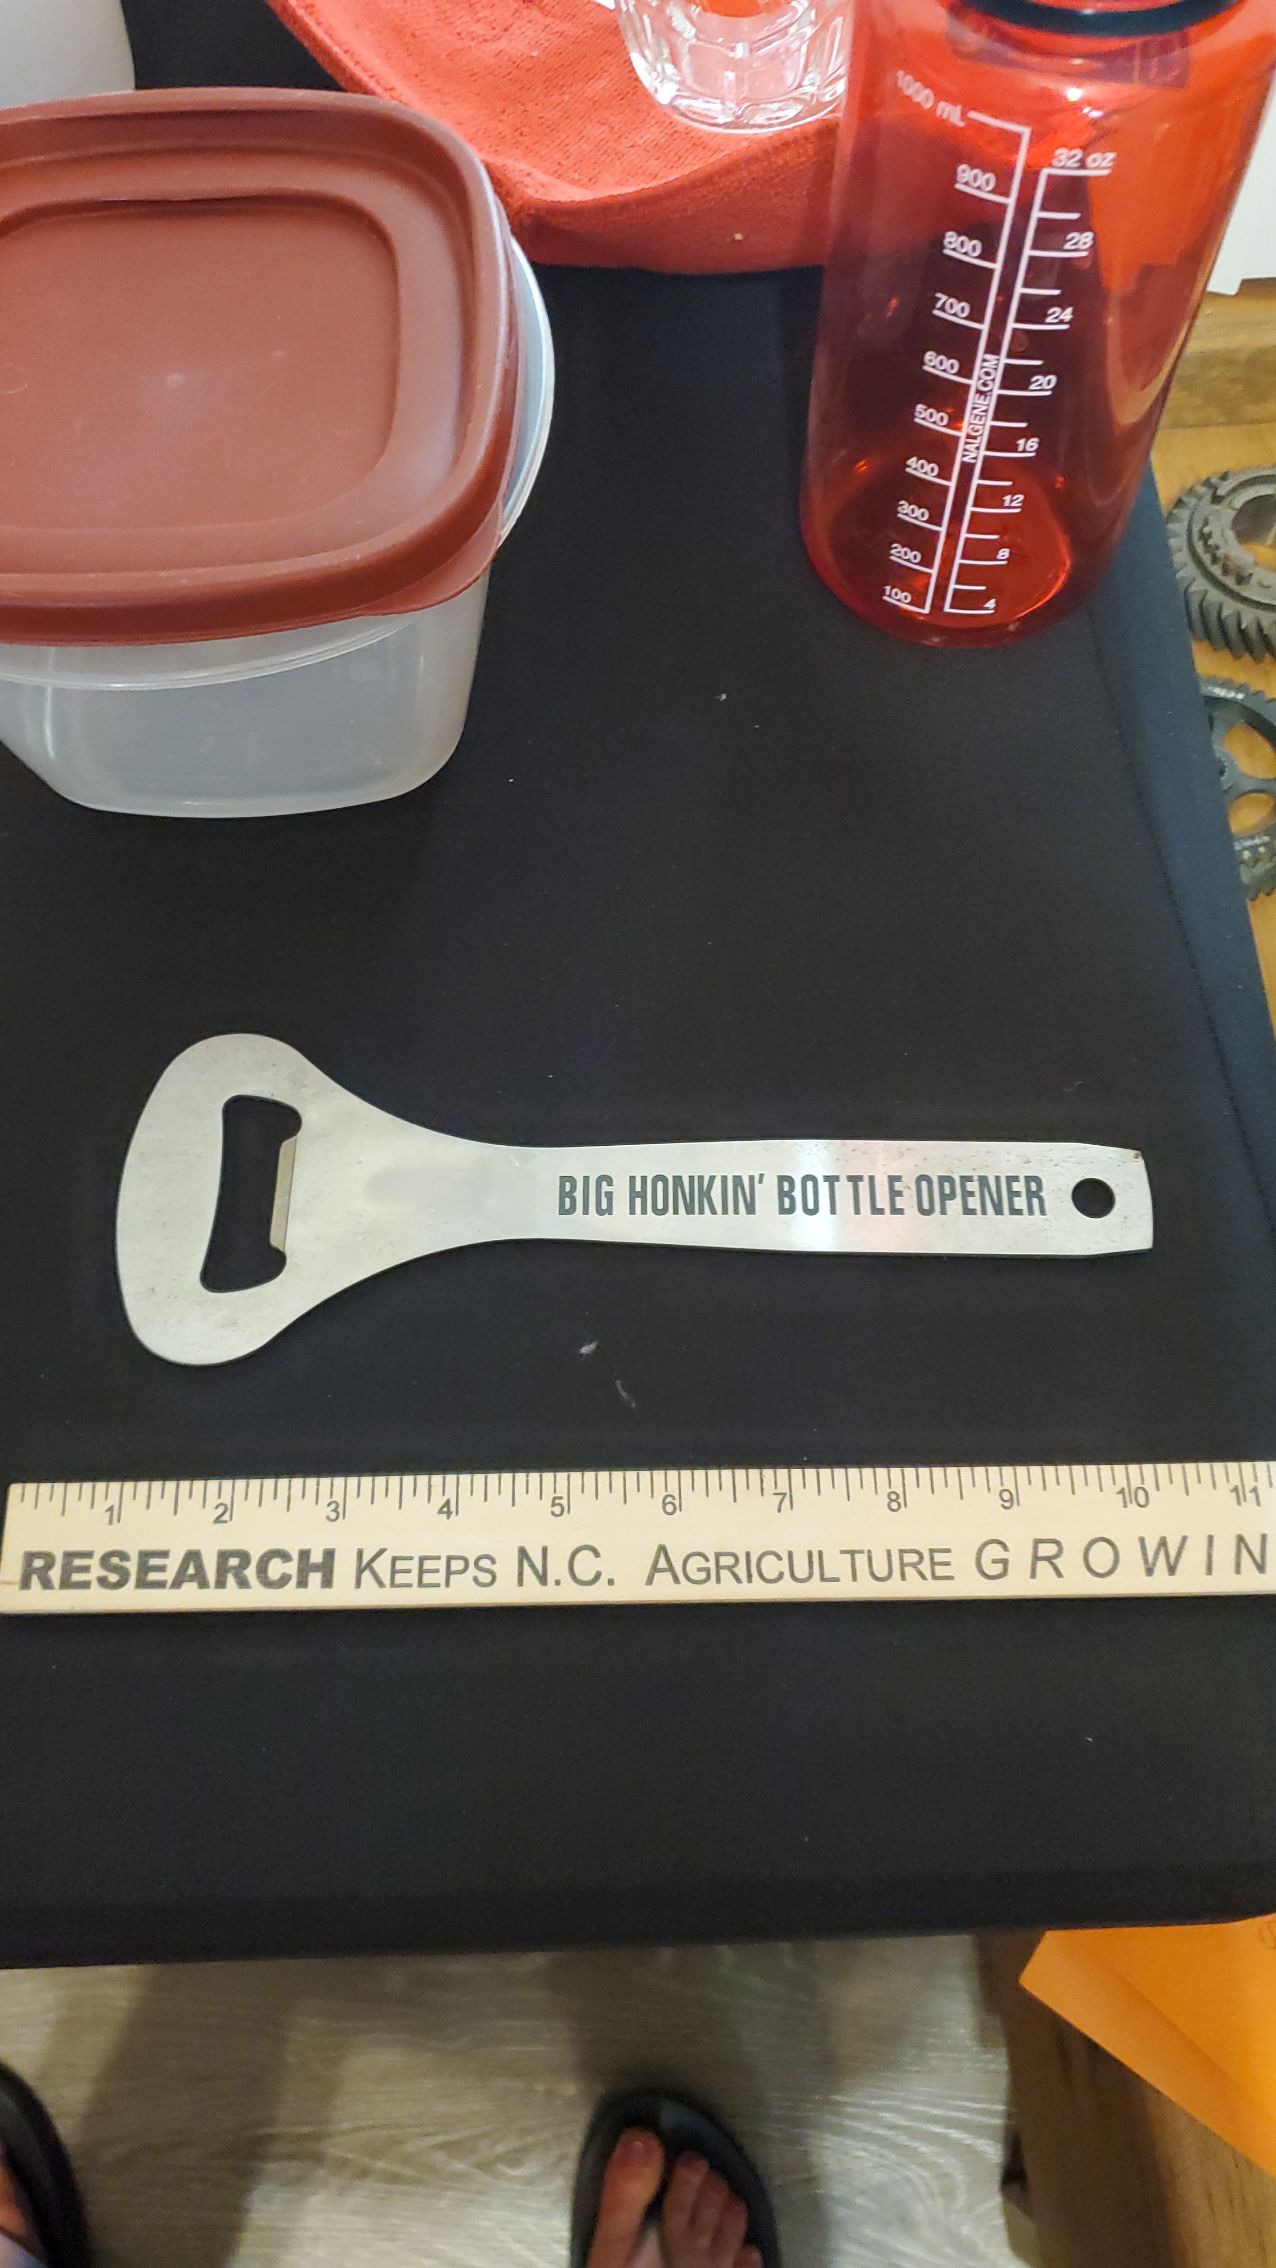 1000 mL
900
800
700
600
500
400
300
200
100
NALGENE.COM
32 oz
28
24
20
16
12
8
4
BIG HONKIN' BOTTLE OPENER
1 2 3 4 5 6 7 8 9 10 11
RESEARCH KEEPS N.C. AGRICULTURE GROWIN